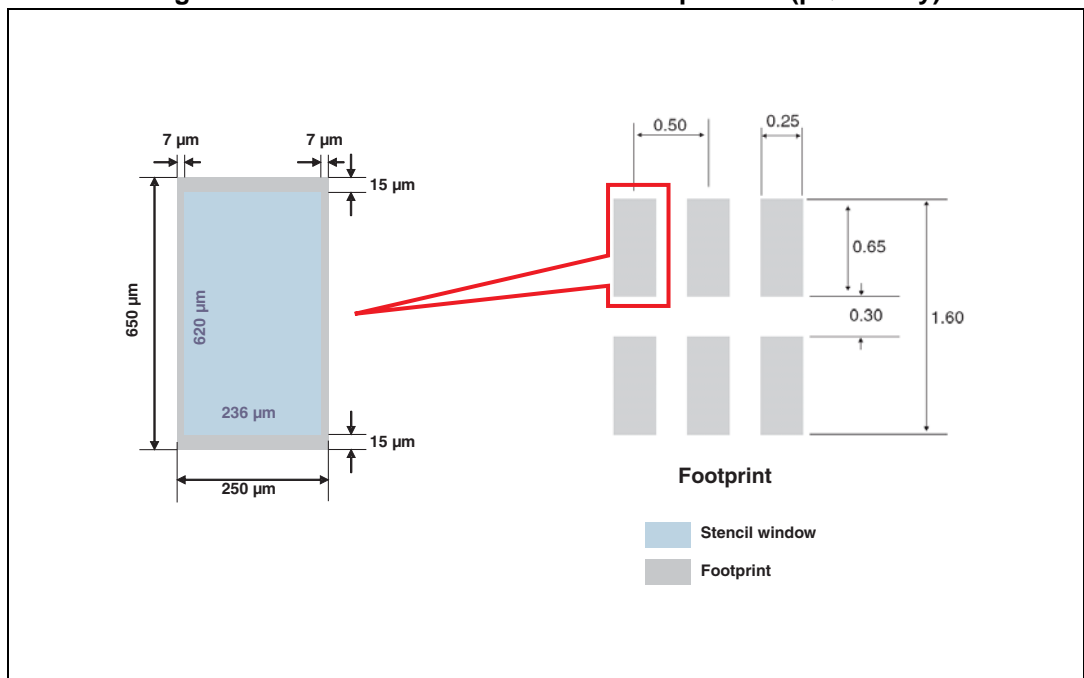 7 µm
7 µm
15 µm
650 µm
620 µm
236 µm
15 µm
250 µm
0.50
0.25
0.65
0.30
1.60
Footprint
Stencil window
Footprint